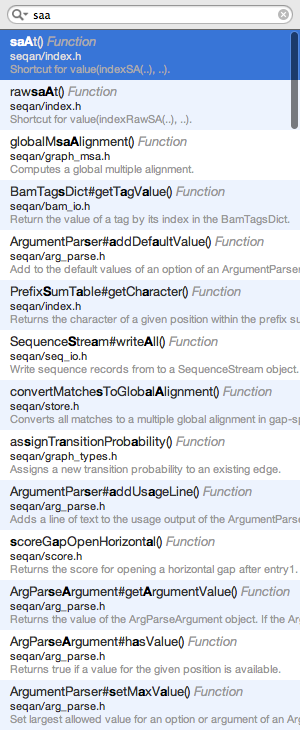 saa
saAt() Function
seqan/index.h
Shortcut for value(indexSA(..), ..).
rawsaAt() Function
seqan/index.h
Shortcut for value(indexRawSA(..), ..).
globalMsaAlignment() Function
seqan/graph_msa.h
Computes a global multiple alignment.
BamTagsDict#getTagValue() Function
seqan/bam_io.h
Return the value of a tag by its index in the BamTagsDict.
ArgumentParser#addDefaultValue() Function
seqan/arg_parse.h
Add to the default values of an option of an ArgumentParser
PrefixSumTable#getCharacter() Function
seqan/index.h
Returns the character of a given position within the prefix su
SequenceStream#writeAll() Function
seqan/seq_io.h
Write sequence records from to a SequenceStream object.
convertMatchesToGlobalAlignment() Function
seqan/store.h
Converts all matches to a multiple global alignment in gap-sp
assignTransitionProbability() Function
seqan/graph_types.h
Assigns a new transition probability to an existing edge.
ArgumentParser#addUsageLine() Function
seqan/arg_parse.h
Adds a line of text to the usage output of the ArgumentParse
scoreGapOpenHorizontal() Function
seqan/score.h
Returns the score for opening a horizontal gap after entry1.
ArgParseArgument#getArgumentValue() Function
seqan/arg_parse.h
Returns the value of the ArgParseArgument object. If the Ar
ArgParseArgument#hasValue() Function
seqan/arg_parse.h
Returns true if a value for the given position is available.
ArgumentParser#setMaxValue() Function
seqan/arg_parse.h
Set largest allowed value for an option or argument of an Ar